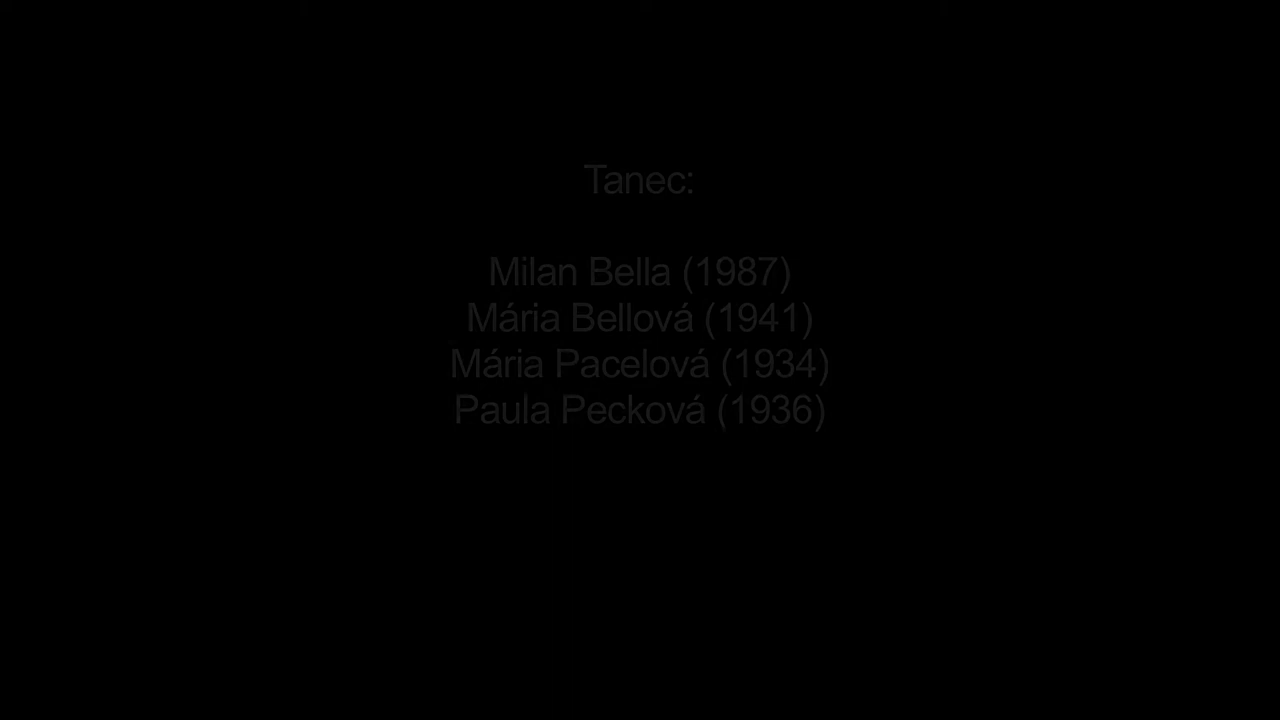 Tanec:
Milan Bella (1987)
Mária Bellová (1941)
Mária Pacelová (1934)
Paula Pecková (1936)